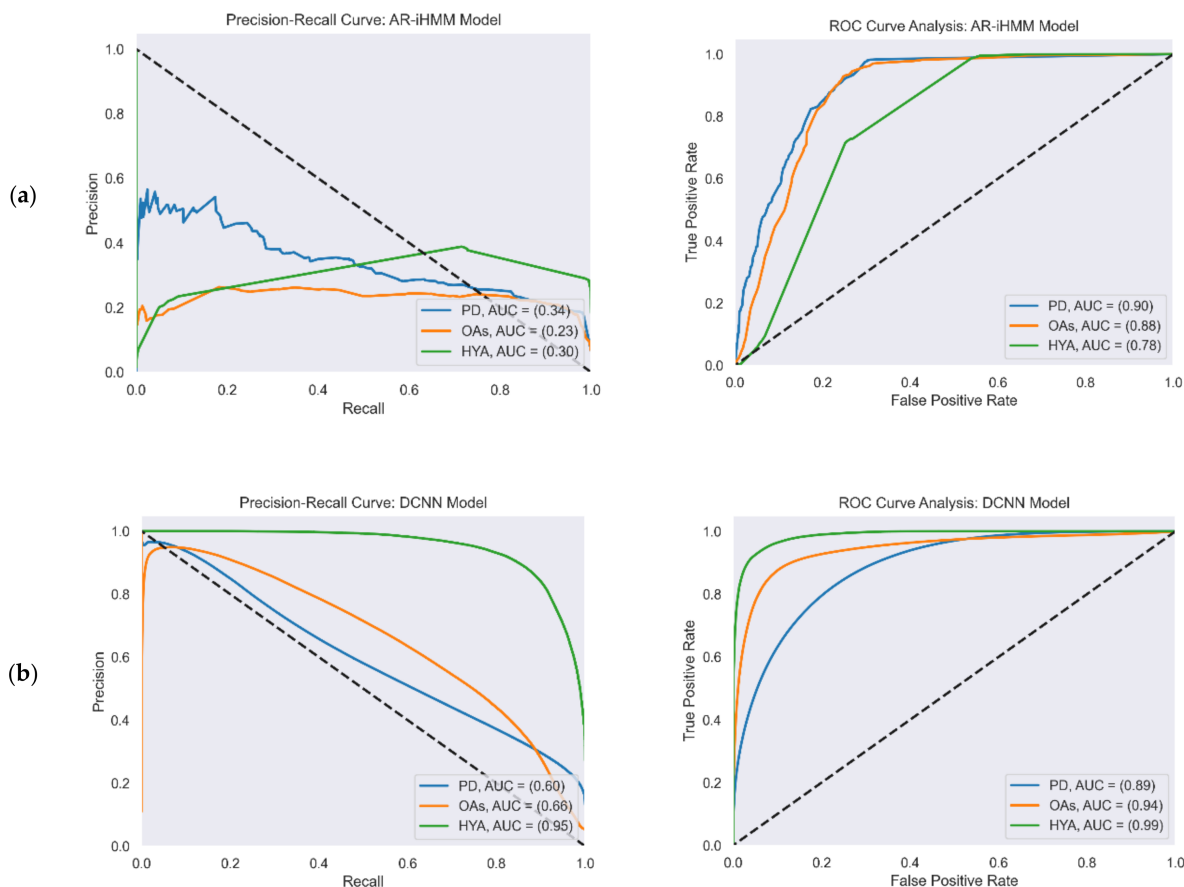 Precision-Recall Curve: AR-iHMM Model
1.0
0.8
0.6
0.4
0.2
0.0
Precision
0.0 0.2 0.4 0.6 0.8 1.0
Recall
PD, AUC = (0.34)
OAs, AUC = (0.23)
HYA, AUC = (0.30)
ROC Curve Analysis: AR-iHMM Model
1.0
0.8
0.6
0.4
0.2
0.0
True Positive Rate
0.0 0.2 0.4 0.6 0.8 1.0
False Positive Rate
PD, AUC = (0.90)
OAs, AUC = (0.88)
HYA, AUC = (0.78)
(a)
Precision-Recall Curve: DCNN Model
1.0
0.8
0.6
0.4
0.2
0.0
Precision
0.0 0.2 0.4 0.6 0.8 1.0
Recall
PD, AUC = (0.60)
OAs, AUC = (0.66)
HYA, AUC = (0.95)
ROC Curve Analysis: DCNN Model
1.0
0.8
0.6
0.4
0.2
0.0
True Positive Rate
0.0 0.2 0.4 0.6 0.8 1.0
False Positive Rate
PD, AUC = (0.89)
OAs, AUC = (0.94)
HYA, AUC = (0.99)
(b)